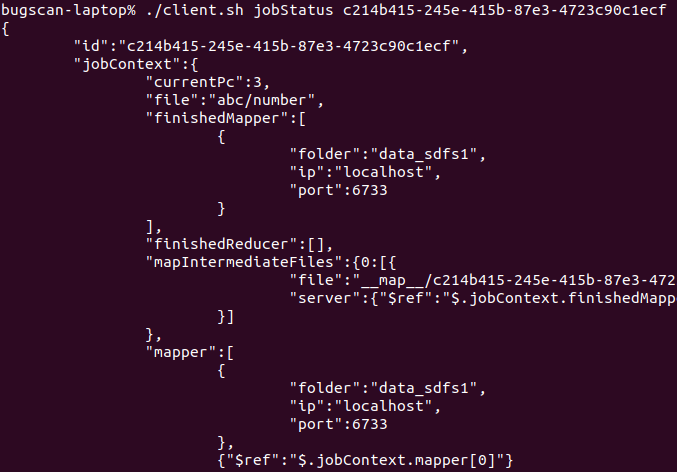 bugscan-laptop% ./client.sh jobStatus c214b415-245e-415b-87e3-4723c90c1ecf
{
        "id":"c214b415-245e-415b-87e3-4723c90c1ecf",
        "jobContext":{
                "currentPc":3,
                "file":"abc/number",
                "finishedMapper":[
                        {
                                "folder":"data_sdfs1",
                                "ip":"localhost",
                                "port":6733
                        }
                ],
                "finishedReducer":[],
                "mapIntermediateFiles":{0:[{
                                "file":"__map__/c214b415-245e-415b-87e3-472
                                "server":{"$ref":"$.jobContext.finishedMapp
                        }]
                },
                "mapper":[
                        {
                                "folder":"data_sdfs1",
                                "ip":"localhost",
                                "port":6733
                        },
                        {"$ref":"$.jobContext.mapper[0]"}